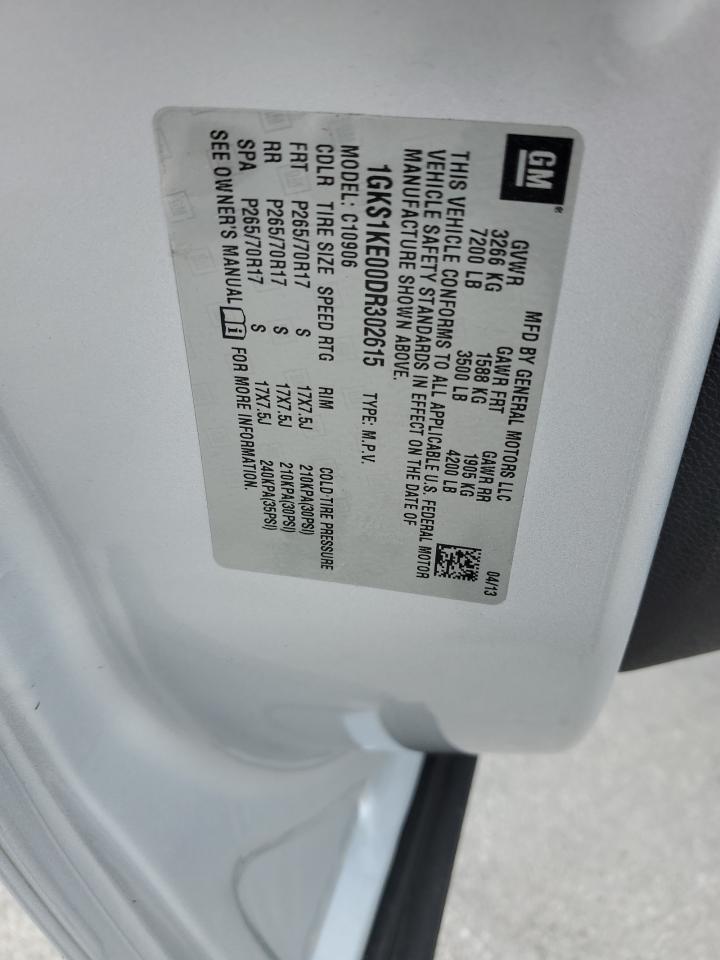 GM
MFD BY GENERAL MOTORS LLC 04/13
GVWR GAWR FRT GAWR RR
3266 KG 1588 KG 1905 KG
7200 LB 3500 LB 4200 LB
THIS VEHICLE CONFORMS TO ALL APPLICABLE U.S. FEDERAL MOTOR
VEHICLE SAFETY STANDARDS IN EFFECT ON THE DATE OF
MANUFACTURE SHOWN ABOVE.
1GKS1KE00DR302615 TYPE: M.P.V.
MODEL: C10906
CDLR TIRE SIZE SPEED RTG RIM COLD TIRE PRESSURE
FRT P265/70R17 S 17X7.5J 210KPA(30PSI)
RR P265/70R17 S 17X7.5J 210KPA(30PSI)
SPA P265/70R17 S 17X7.5J 240KPA(35PSI)
SEE OWNER'S MANUAL FOR MORE INFORMATION.